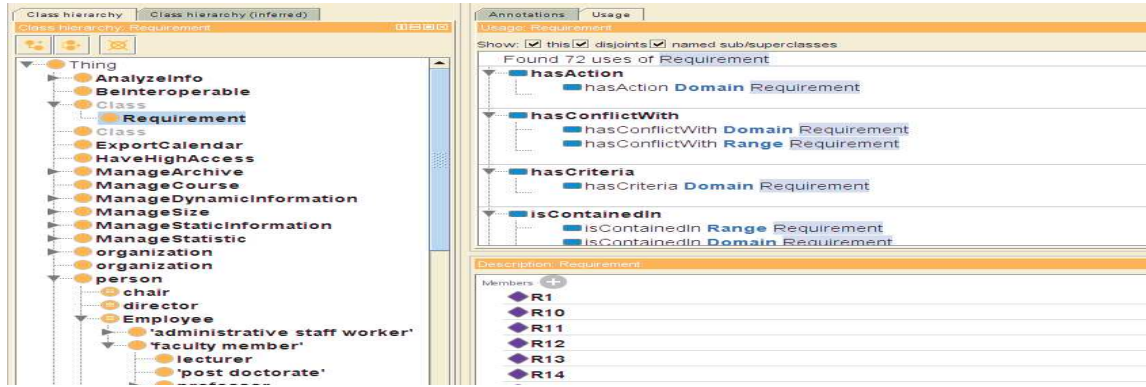 Class hierarchy Class hierarchy (inferred)
Class hierarchy: Requirement
Thing
AnalyzeInfo
BeInteroperable
Class
Requirement
Class
ExportCalendar
HaveHighAccess
ManageArchive
ManageCourse
ManageDynamicInformation
ManageSize
ManageStaticInformation
ManageStatistic
organization
organization
person
chair
director
Employee
'administrative staff worker'
'faculty member'
lecturer
'post doctorate'
professor
Annotations Usage
Usage: Requirement
Show: this disjoints named sub/superclasses
Found 72 uses of Requirement
hasAction
hasAction Domain Requirement
hasConflictWith
hasConflictWith Domain Requirement
hasConflictWith Range Requirement
hasCriteria
hasCriteria Domain Requirement
isContainedIn
isContainedIn Range Requirement
isContainedIn Domain Requirement
Description: Requirement
Members
R1
R10
R11
R12
R13
R14